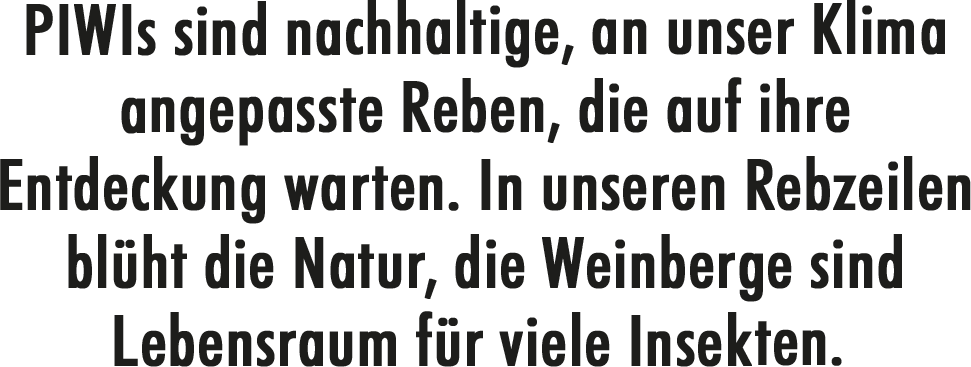 PIWIs sind nachhaltige, an unser Klima
angepasste Reben, die auf ihre
Entdeckung warten. In unseren Rebzeilen
blüht die Natur, die Weinberge sind
Lebensraum für viele Insekten.